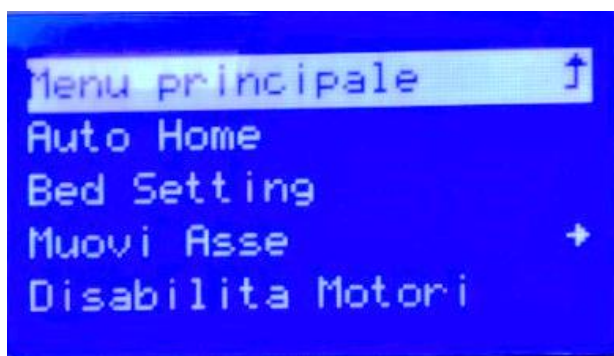 Menu principale
Auto Home
Bed Setting
Muovi Asse
Disabilita Motori